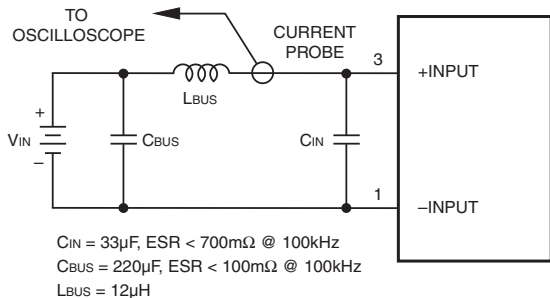 TO
OSCILLOSCOPE
CURRENT
PROBE
3
+INPUT
LBUS
+
VIN
–
CBUS
CIN
1
–INPUT
CIN = 33µF, ESR < 700mΩ @ 100kHz
CBUS = 220µF, ESR < 100mΩ @ 100kHz
LBUS = 12µH